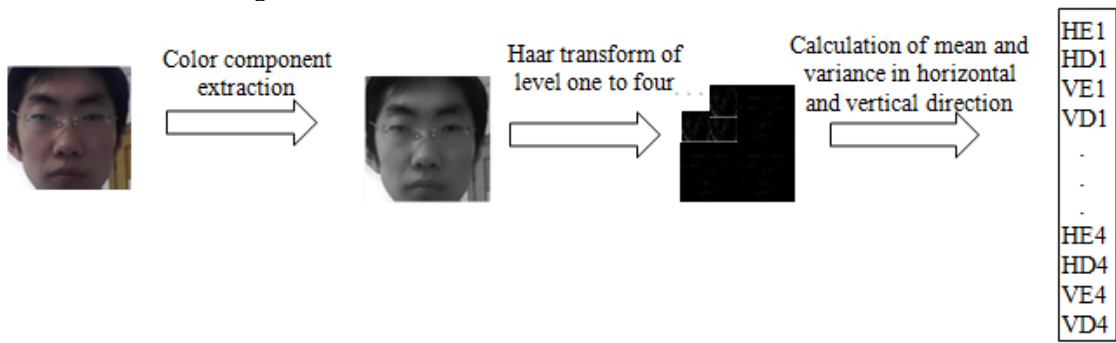 Color component
extraction
Haar transform of
level one to four. . . .
Calculation of mean and
variance in horizontal
and vertical direction
HE1
HD1
VE1
VD1
.
.
.
HE4
HD4
VE4
VD4